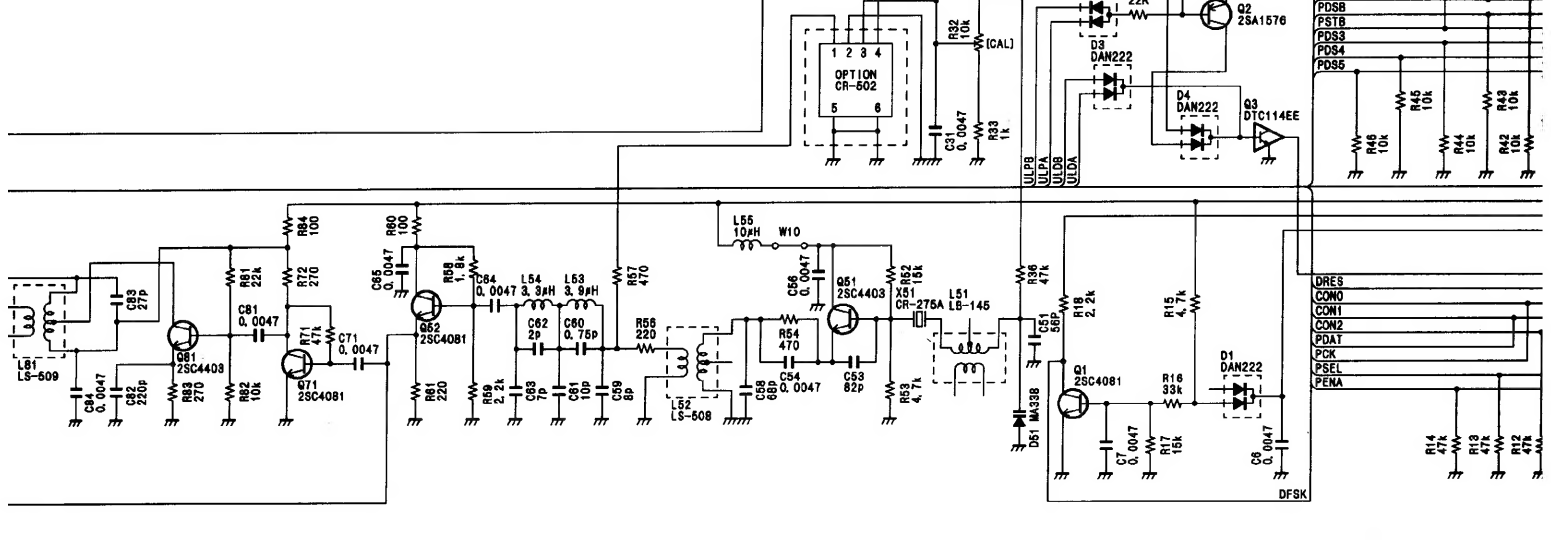 22K
Q2
2SA1576
PDSB
PSTB
PDS3
PDS4
PDS5
R32
10k
[CAL]
D3
DAN222
1 2 3 4
OPTION
CR-502
5 6
C31
0.0047
R33
1k
D4
DAN222
Q3
DTC114EE
R46
10k
R45
10k
R44
10k
R43
10k
R42
10k
ULPB
ULPA
ULDB
ULDA
R84
100
R60
100
L55
10μH
W10
C83
27P
R81
22k
R72
270
C65
0.0047
R58
1.8k
C64
0.0047
L54
3.3μH
L53
3.9μH
R57
470
C56
0.0047
Q51
2SC4403
R52
15k
X51
CR-275A
L51
LB-145
R36
47k
C51
56P
R18
2.2k
R15
4.7k
DRES
CON0
CON1
CON2
PDAT
PCK
PSEL
PENA
C81
0.0047
R71
47k
C71
0.0047
Q52
2SC4081
C62
2p
C60
0.75p
R56
220
R54
470
C54
0.0047
C53
82p
L81
LS-509
Q81
2SC4403
Q71
2SC4081
C84
0.0047
C82
220p
R83
270
R82
10k
R61
220
R59
2.2k
C63
7p
C61
10p
C59
8p
L52
LS-508
C58
68p
R53
4.7k
D51 MA338
Q1
2SC4081
R16
33k
D1
DAN222
C7
0.0047
R17
15k
C6
0.0047
R14
47k
R13
47k
R12
47k
DFSK